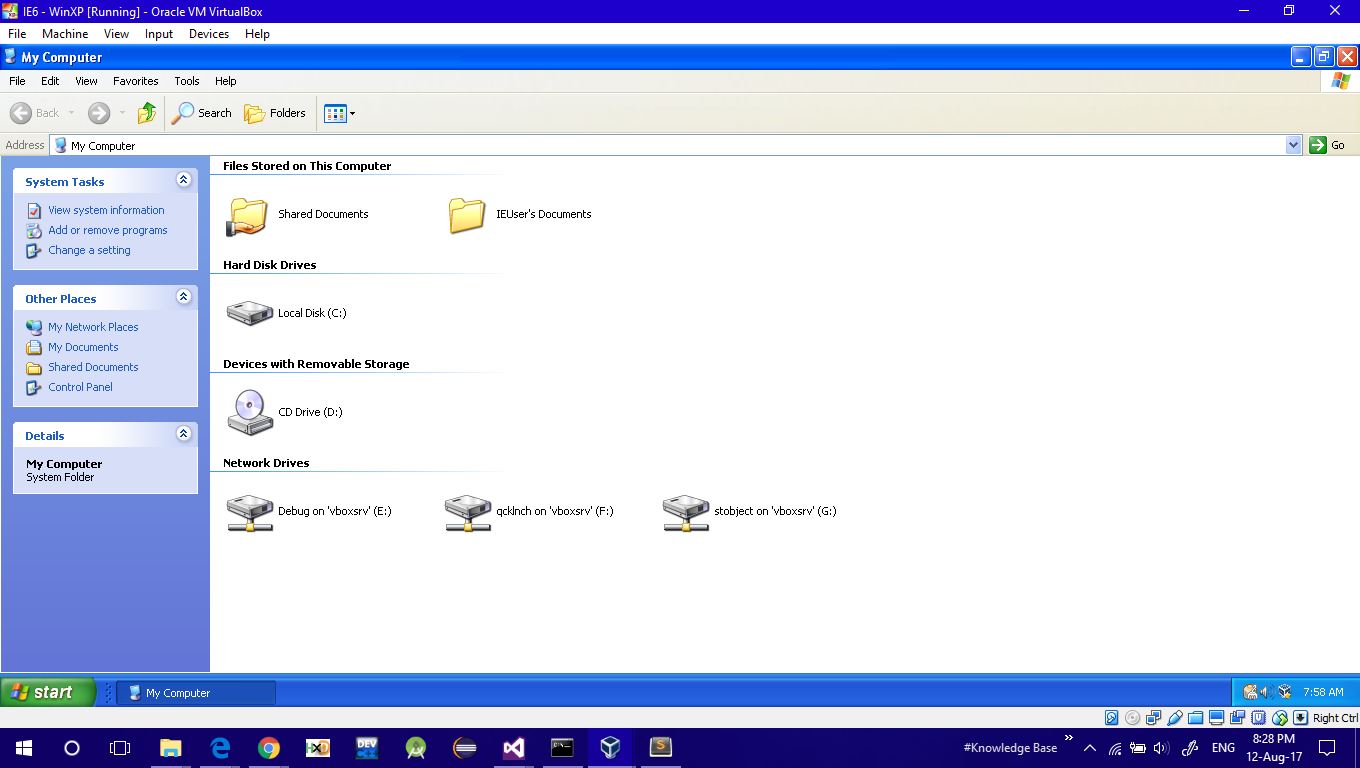 IE6 - WinXP [Running] - Oracle VM VirtualBox
File Machine View Input Devices Help
My Computer
File Edit View Favorites Tools Help
Back Search Folders
Address My Computer Go
System Tasks
View system information
Add or remove programs
Change a setting
Other Places
My Network Places
My Documents
Shared Documents
Control Panel
Details
My Computer
System Folder
Files Stored on This Computer
Shared Documents IEUser's Documents
Hard Disk Drives
Local Disk (C:)
Devices with Removable Storage
CD Drive (D:)
Network Drives
Debug on 'vboxsrv' (E:) qcklnch on 'vboxsrv' (F:) stobject on 'vboxsrv' (G:)
start My Computer 7:58 AM
Right Ctrl
DEV
#Knowledge Base ENG 8:28 PM
12-Aug-17